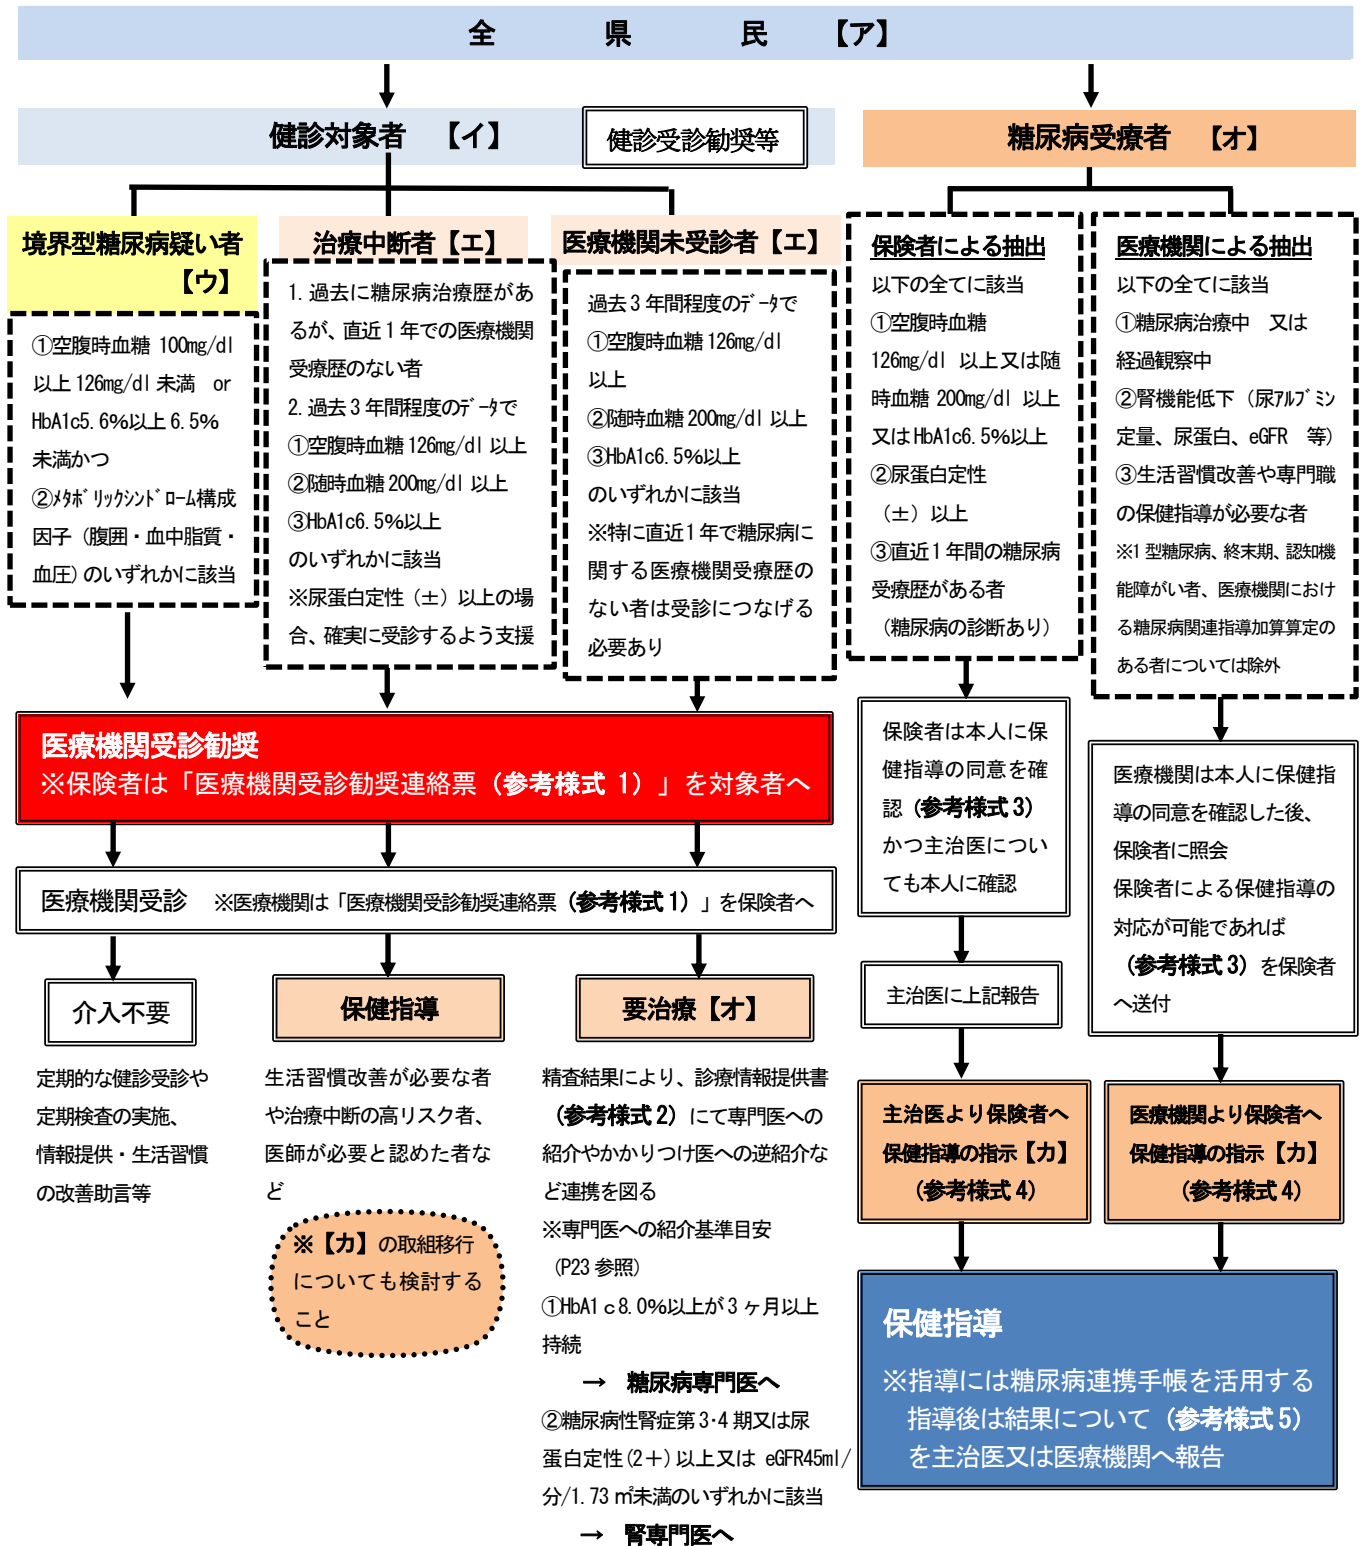 全 県 民 【ア】
健診対象者 【イ】
健診受診勧奨等
糖尿病受療者 【オ】
境界型糖尿病疑い者
【ウ】
①空腹時血糖 100mg/dl
以上 126mg/dl 未満 or
HbA1c5.6%以上 6.5%
未満かつ
②ﾒﾀﾎﾞﾘｯｸｼﾝﾄﾞﾛｰﾑ構成
因子（腹囲・血中脂質・
血圧）のいずれかに該当
治療中断者【エ】
1. 過去に糖尿病治療歴があ
るが、直近 1 年での医療機関
受療歴のない者
2. 過去 3 年間程度のﾃﾞｰﾀで
①空腹時血糖 126mg/dl 以上
②随時血糖 200mg/dl 以上
③HbA1c6.5%以上
のいずれかに該当
※尿蛋白定性（±）以上の場
合、確実に受診するよう支援
医療機関未受診者【エ】
過去 3 年間程度のﾃﾞｰﾀで
①空腹時血糖 126mg/dl
以上
②随時血糖 200mg/dl 以上
③HbA1c6.5%以上
のいずれかに該当
※特に直近 1 年で糖尿病に
関する医療機関受療歴の
ない者は受診につなげる
必要あり
保険者による抽出
以下の全てに該当
①空腹時血糖
126mg/dl 以上又は随
時血糖 200mg/dl 以上
又は HbA1c6.5%以上
②尿蛋白定性
（±）以上
③直近 1 年間の糖尿病
受療歴がある者
（糖尿病の診断あり）
医療機関による抽出
以下の全てに該当
①糖尿病治療中 又は
経過観察中
②腎機能低下（尿ｱﾙﾌﾞﾐﾝ
定量、尿蛋白、eGFR 等）
③生活習慣改善や専門職
の保健指導が必要な者
※1 型糖尿病、終末期、認知機
能障がい者、医療機関におけ
る糖尿病関連指導加算算定の
ある者については除外
医療機関受診勧奨
※保険者は「医療機関受診勧奨連絡票（参考様式 1）」を対象者へ
医療機関受診 ※医療機関は「医療機関受診勧奨連絡票（参考様式 1）」を保険者へ
介入不要
定期的な健診受診や
定期検査の実施、
情報提供・生活習慣
の改善助言等
保健指導
生活習慣改善が必要な者
や治療中断の高リスク者、
医師が必要と認めた者な
ど
※【カ】の取組移行
についても検討する
こと
要治療【オ】
精査結果により、診療情報提供書
（参考様式 2）にて専門医への
紹介やかかりつけ医への逆紹介な
ど連携を図る
※専門医への紹介基準目安
（P23 参照）
①HbA1ｃ8.0%以上が 3 ヶ月以上
持続
→ 糖尿病専門医へ
②糖尿病性腎症第 3･4 期又は尿
蛋白定性(2＋)以上又は eGFR45ml/
分/1.73 ㎡未満のいずれかに該当
→ 腎専門医へ
保険者は本人に保
健指導の同意を確
認（参考様式 3）
かつ主治医につい
ても本人に確認
主治医に上記報告
主治医より保険者へ
保健指導の指示【カ】
（参考様式 4）
医療機関は本人に保健指
導の同意を確認した後、
保険者に照会
保険者による保健指導の
対応が可能であれば
（参考様式 3）を保険者
へ送付
医療機関より保険者へ
保健指導の指示【カ】
（参考様式 4）
保健指導
※指導には糖尿病連携手帳を活用する
指導後は結果について（参考様式 5）
を主治医又は医療機関へ報告